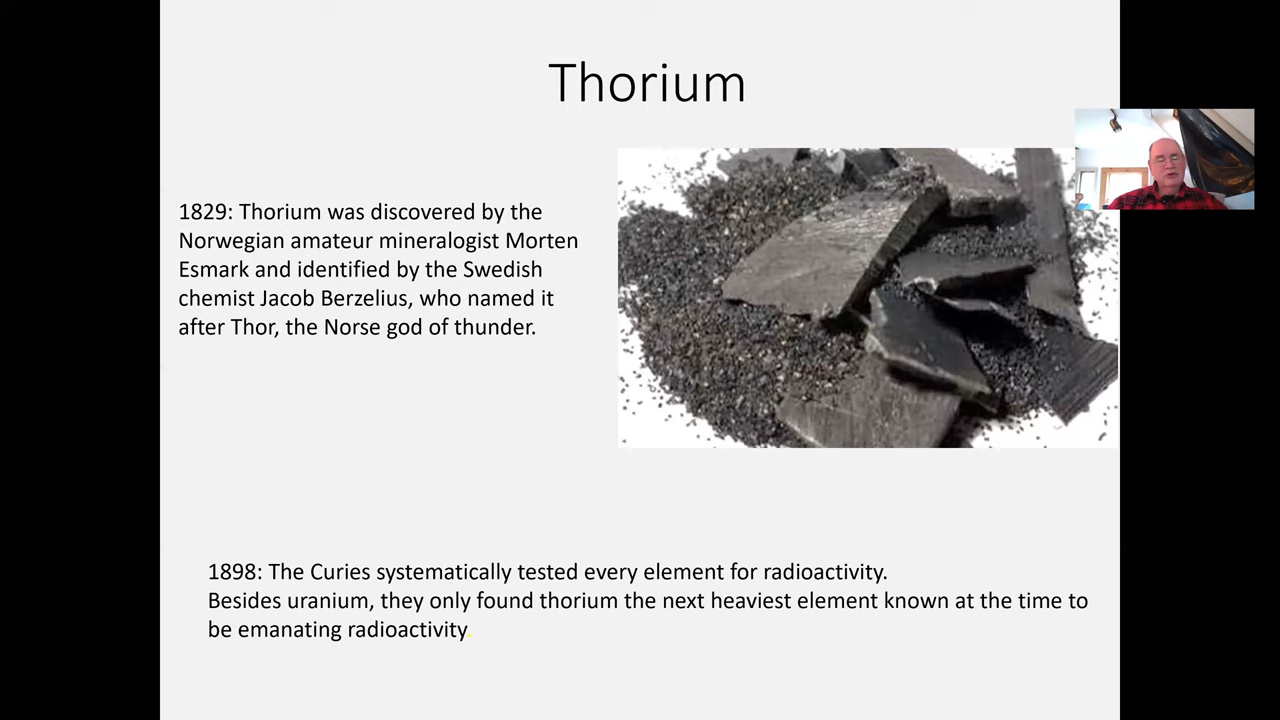 Thorium
1829: Thorium was discovered by the
Norwegian amateur mineralogist Morten
Esmark and identified by the Swedish
chemist Jacob Berzelius, who named it
after Thor, the Norse god of thunder.
1898: The Curies systematically tested every element for radioactivity.
Besides uranium, they only found thorium the next heaviest element known at the time to
be emanating radioactivity.